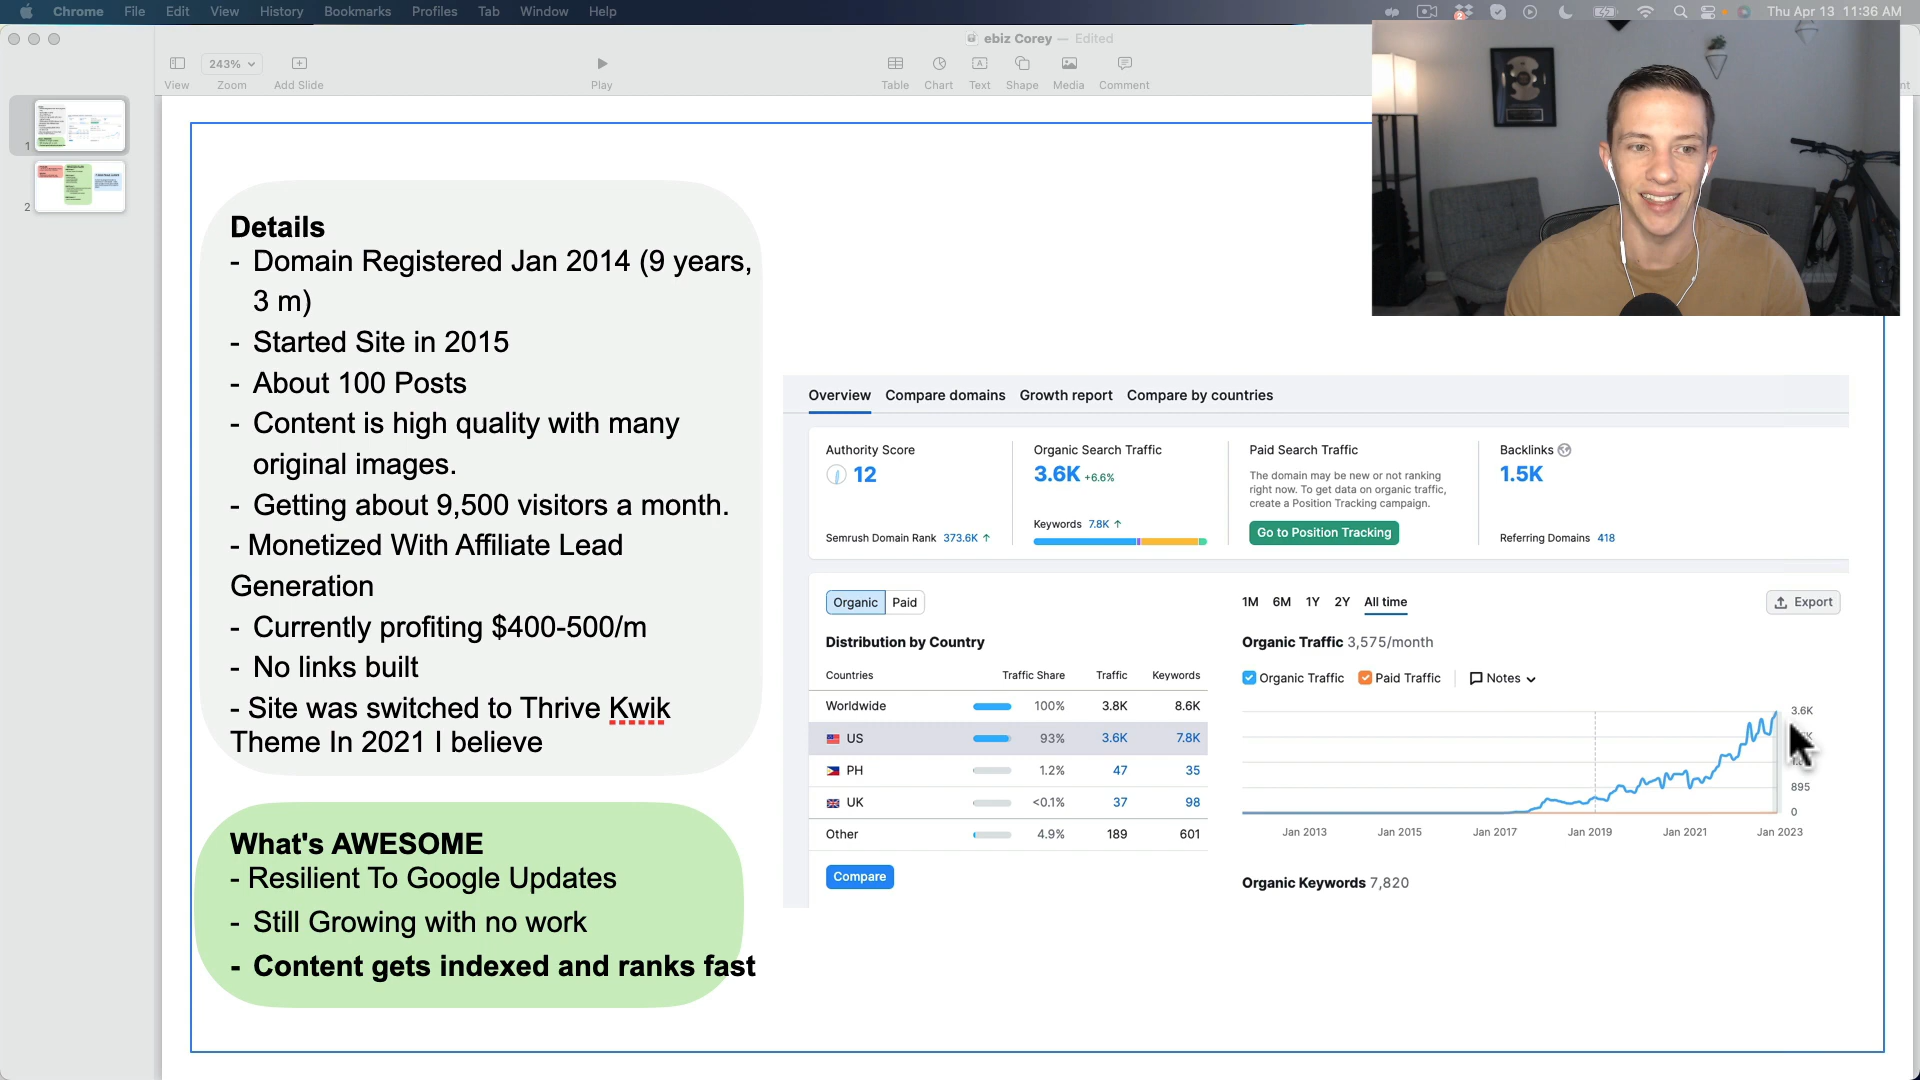 Chrome File Edit View History Bookmarks Profiles Tab Window Help
2
Thu Apr 13 11:36 AM
ebiz Corey — Edited
243%
View Zoom Add Slide
Play
Table Chart Text Shape Media Comment
1
2
Details
- Domain Registered Jan 2014 (9 years,
3 m)
- Started Site in 2015
- About 100 Posts
- Content is high quality with many
original images.
- Getting about 9,500 visitors a month.
- Monetized With Affiliate Lead
Generation
- Currently profiting $400-500/m
- No links built
- Site was switched to Thrive Kwik
Theme In 2021 I believe
What's AWESOME
- Resilient To Google Updates
- Still Growing with no work
- Content gets indexed and ranks fast
Overview Compare domains Growth report Compare by countries
Authority Score
12
Semrush Domain Rank 373.6K ↑
Organic Search Traffic
3.6K +6.6%
Keywords 7.8K ↑
Paid Search Traffic
The domain may be new or not ranking
right now. To get data on organic traffic,
create a Position Tracking campaign.
Go to Position Tracking
Backlinks
1.5K
Referring Domains 418
Organic Paid
Distribution by Country
Countries Traffic Share Traffic Keywords
Worldwide 100% 3.8K 8.6K
US 93% 3.6K 7.8K
PH 1.2% 47 35
UK <0.1% 37 98
Other 4.9% 189 601
Compare
1M 6M 1Y 2Y All time
Export
Organic Traffic 3,575/month
Organic Traffic Paid Traffic Notes
3.6K
895
0
Jan 2013 Jan 2015 Jan 2017 Jan 2019 Jan 2021 Jan 2023
Organic Keywords 7,820